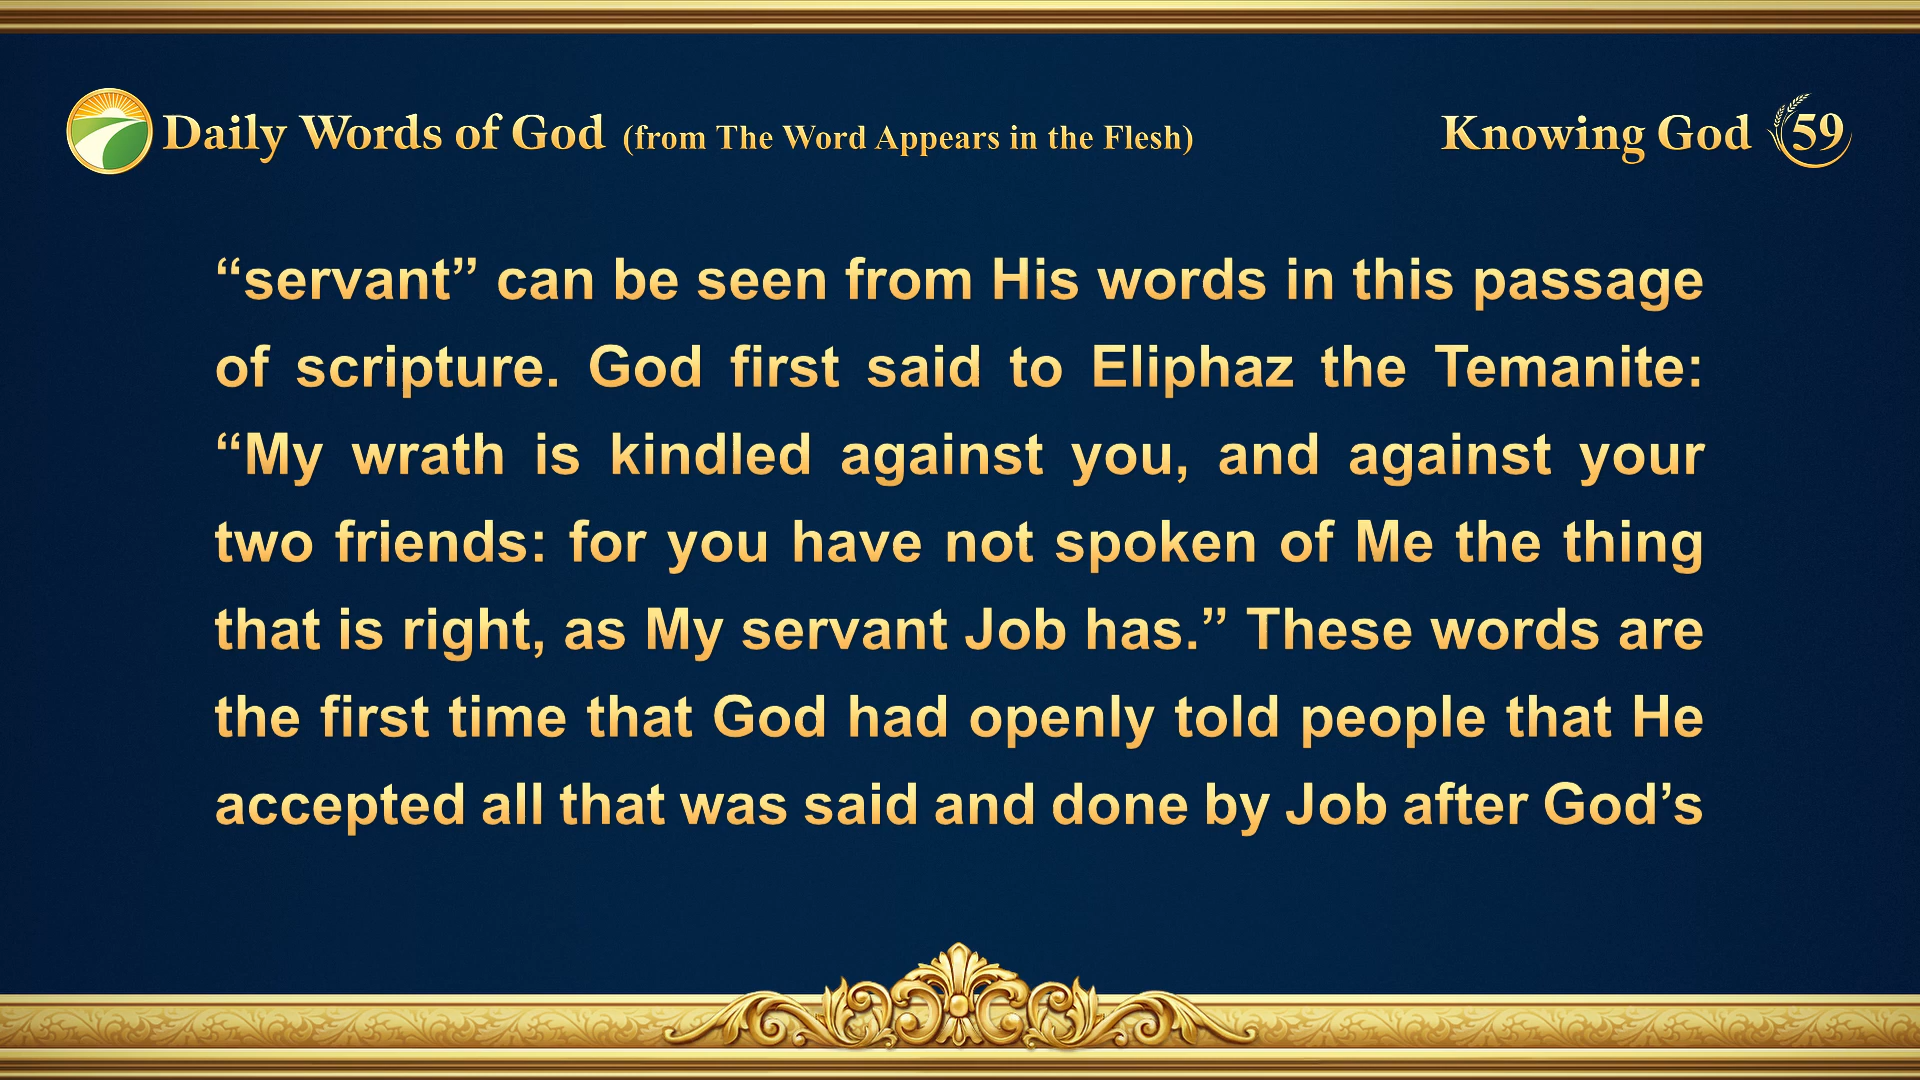 Daily Words of God (from The Word Appears in the Flesh)
Knowing God 59
“servant” can be seen from His words in this passage
of scripture. God first said to Eliphaz the Temanite:
“My wrath is kindled against you, and against your
two friends: for you have not spoken of Me the thing
that is right, as My servant Job has.” These words are
the first time that God had openly told people that He
accepted all that was said and done by Job after God’s